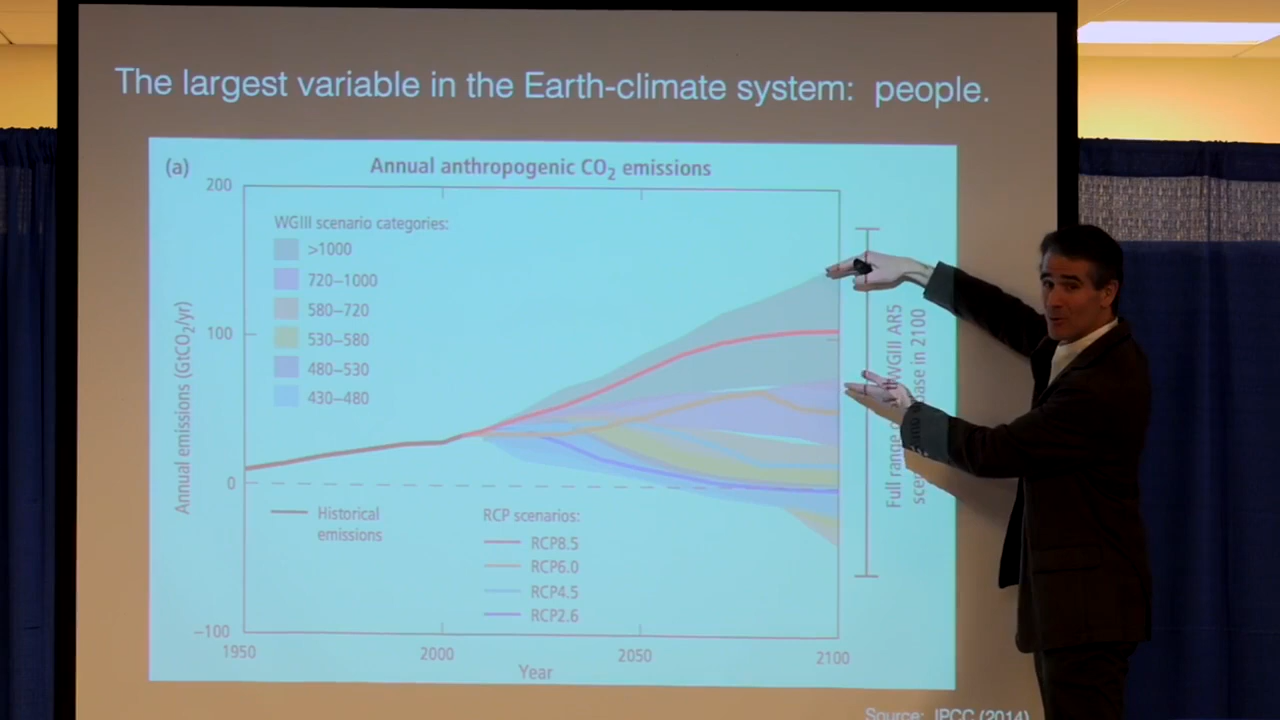 The largest variable in the Earth-climate system: people.
(a)
Annual anthropogenic CO2 emissions
200
100
0
-100
Annual emissions (GtCO2/yr)
WGIII scenario categories:
>1000
720–1000
580–720
530–580
480–530
430–480
Historical
emissions
RCP scenarios:
RCP8.5
RCP6.0
RCP4.5
RCP2.6
1950
2000
2050
2100
Year
Full range WGIII AR5
in 2100
Source: IPCC (2014)